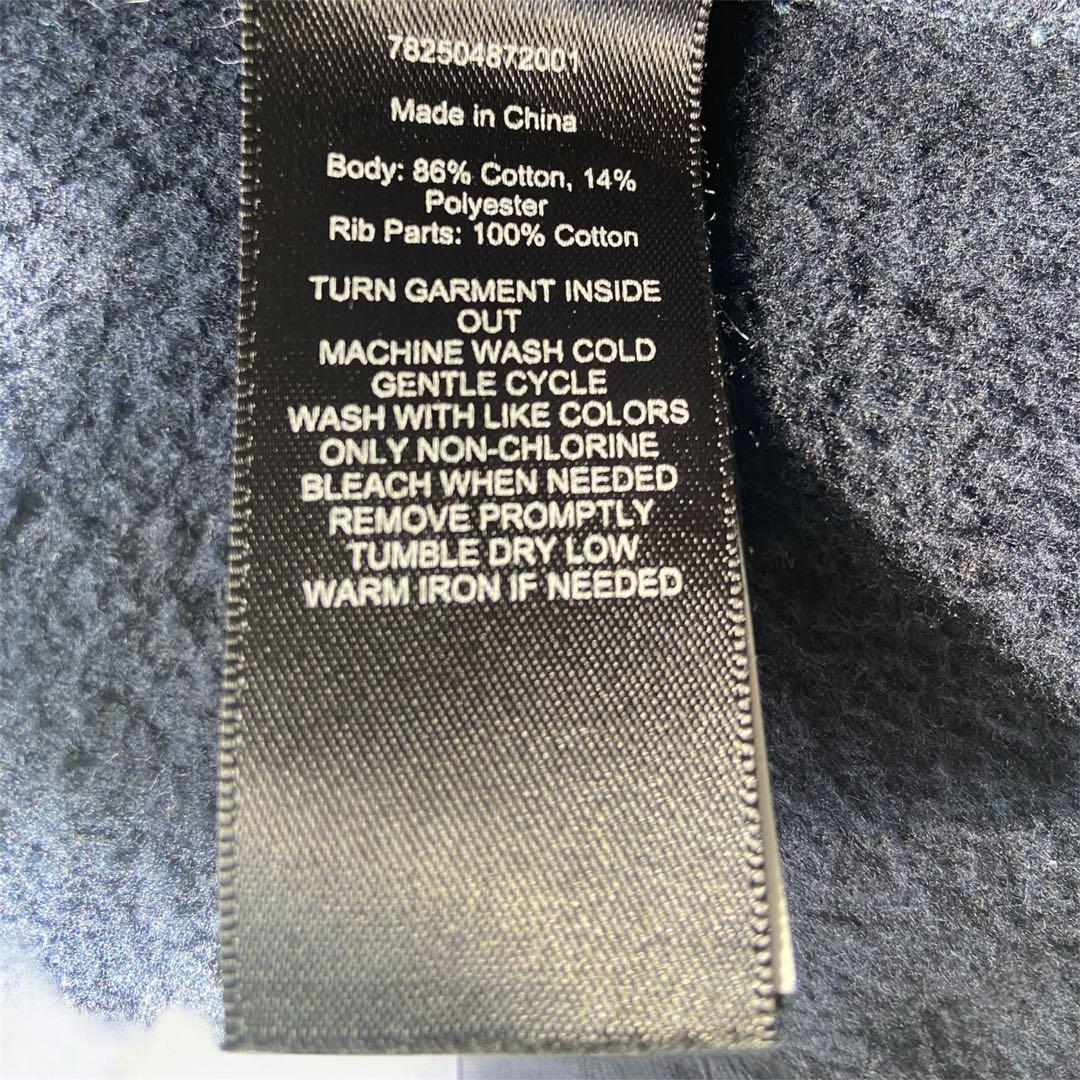 782504872001
Made in China
Body: 86% Cotton, 14%
Polyester
Rib Parts: 100% Cotton
TURN GARMENT INSIDE
OUT
MACHINE WASH COLD
GENTLE CYCLE
WASH WITH LIKE COLORS
ONLY NON-CHLORINE
BLEACH WHEN NEEDED
REMOVE PROMPTLY
TUMBLE DRY LOW
WARM IRON IF NEEDED